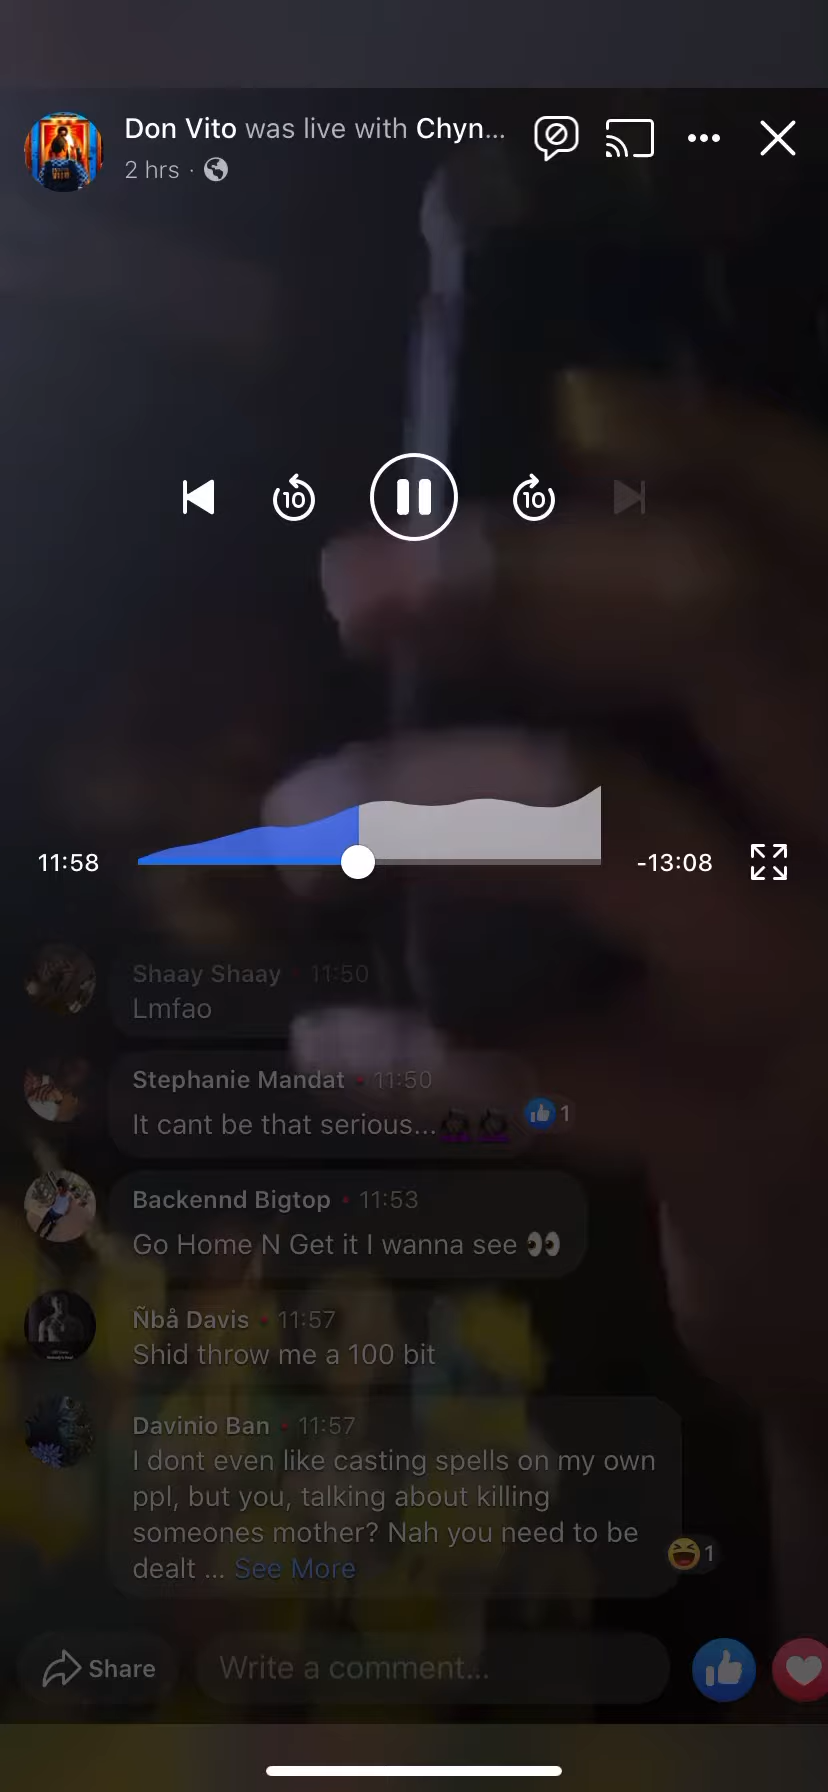 Don Vito was live with Chyn...
2 hrs ·
10
10
11:58
-13:08
Shaay Shaay • 11:50
Lmfao
Stephanie Mandat • 11:50
It cant be that serious...
1
Backennd Bigtop • 11:53
Go Home N Get it I wanna see 👀
Ñbå Davis • 11:57
Shid throw me a 100 bit
Davinio Ban • 11:57
I dont even like casting spells on my own
ppl, but you, talking about killing
someones mother? Nah you need to be
dealt ... See More
1
Share
Write a comment...